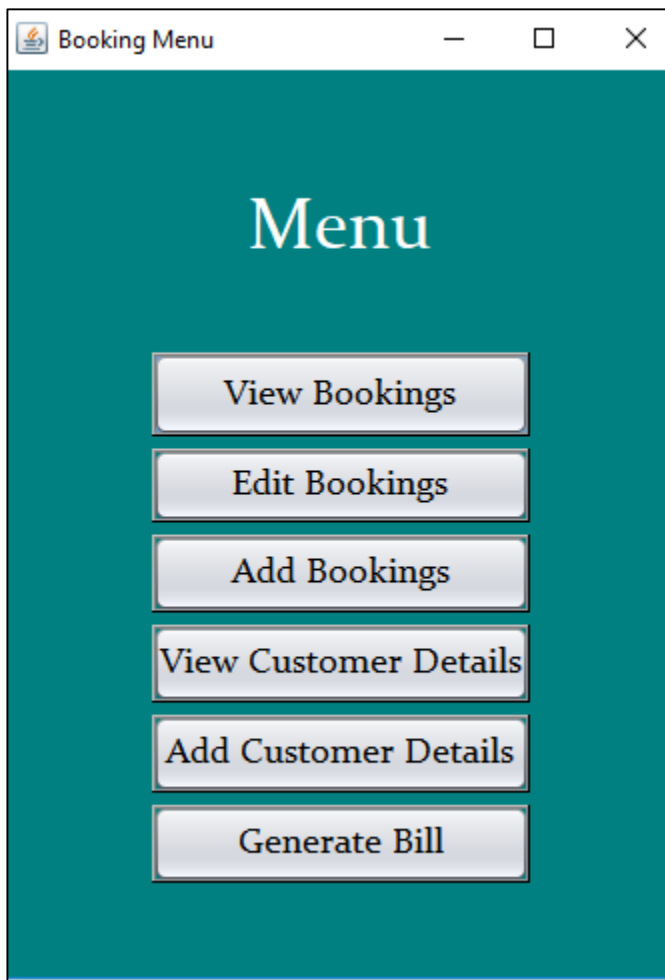 Booking Menu
Menu
View Bookings
Edit Bookings
Add Bookings
View Customer Details
Add Customer Details
Generate Bill